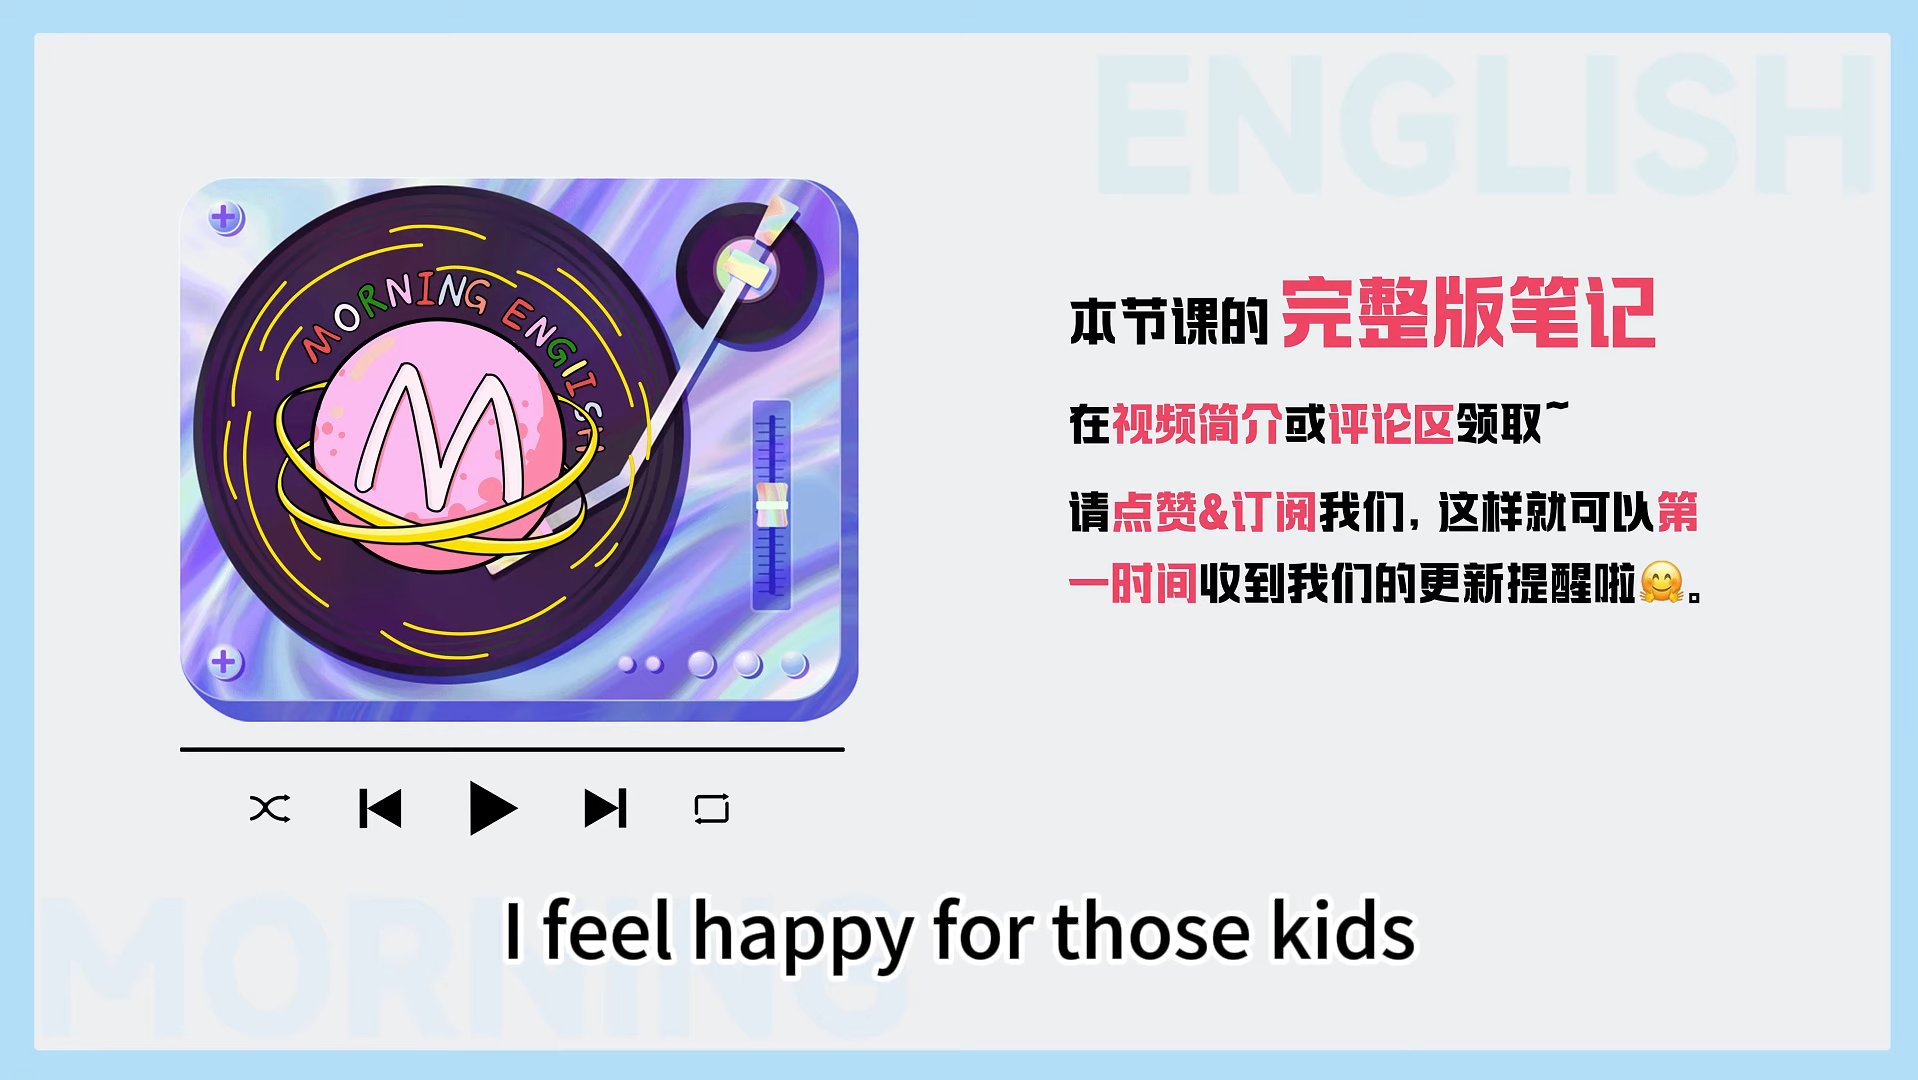 ENGLISH
MORNING ENGLISH
M
本节课的 完整版笔记
在视频简介或评论区领取~
请点赞&订阅我们，这样就可以第
一时间收到我们的更新提醒啦🤗。
MORNING
I feel happy for those kids